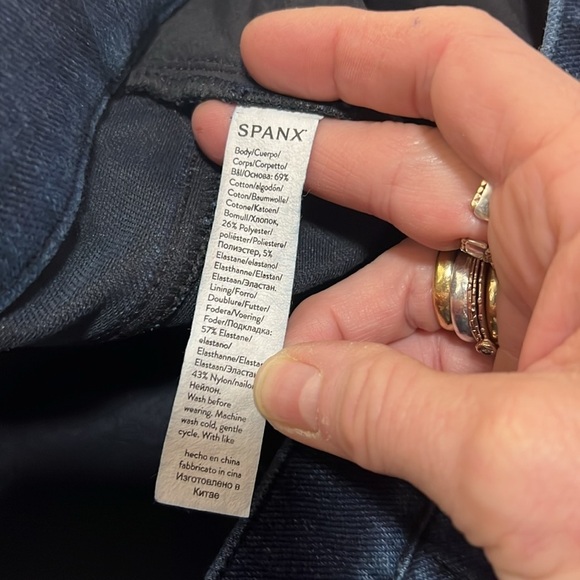 SPANX™
Body/Cuerpo/
Corps/Corpetto/
Bål/Основа: 69%
Cotton/algodón/
Coton/Baumwolle/
Cotone/Katoen/
Bomull/Хлопок,
26% Polyester/
poliéster/Poliestere/
Полиэстер, 5%
Elastane/elastano/
Elasthanne/Elastan/
Elastaan/Эластан.
Lining/Forro/
Doublure/Futter/
Fodera/Voering/
Foder/Подкладка:
57% Elastane/
elastano/
Elasthanne/Elastan
Elastaan/Эластан
43% Nylon/nailon
Нейлон.
Wash before
wearing. Machine
wash cold, gentle
cycle. With like
hecho en china
fabbricato in cina
Изготовлено в
Китае